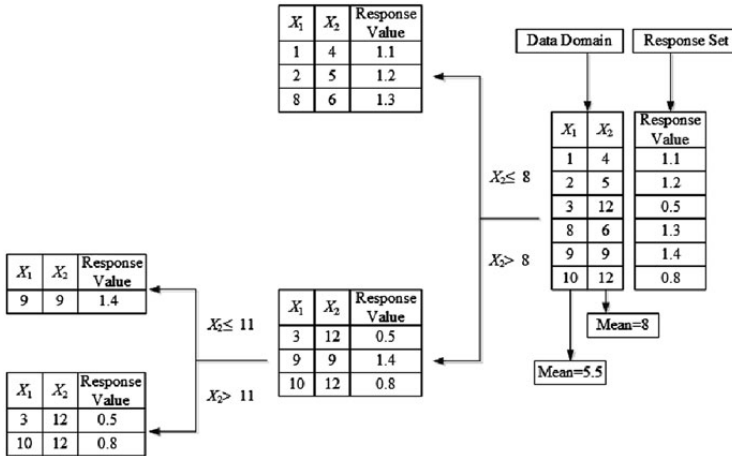 Data Domain
Response Set
X₁ X₂ Response Value
1 4 1.1
2 5 1.2
8 6 1.3
X₁ X₂
1 4
2 5
3 12
8 6
9 9
10 12
Response Value
1.1
1.2
0.5
1.3
1.4
0.8
X₂≤ 8
X₂> 8
Mean=8
Mean=5.5
X₁ X₂ Response Value
3 12 0.5
9 9 1.4
10 12 0.8
X₂≤ 11
X₂> 11
X₁ X₂ Response Value
9 9 1.4
X₁ X₂ Response Value
3 12 0.5
10 12 0.8